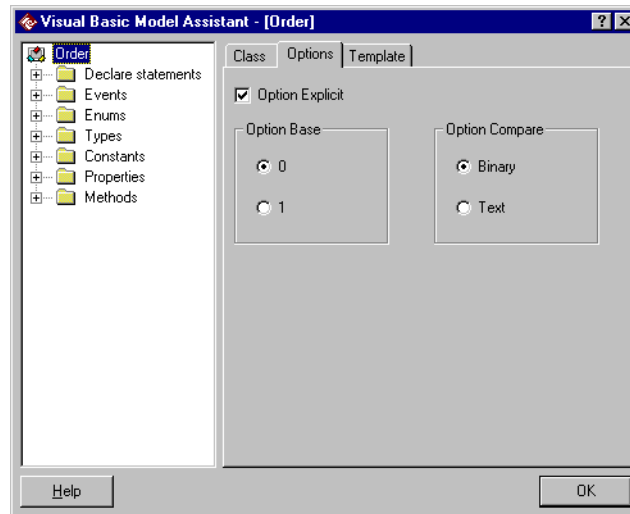 Visual Basic Model Assistant - [Order]
Order
Declare statements
Events
Enums
Types
Constants
Properties
Methods
Class Options Template
Option Explicit
Option Base
0
1
Option Compare
Binary
Text
Help
OK